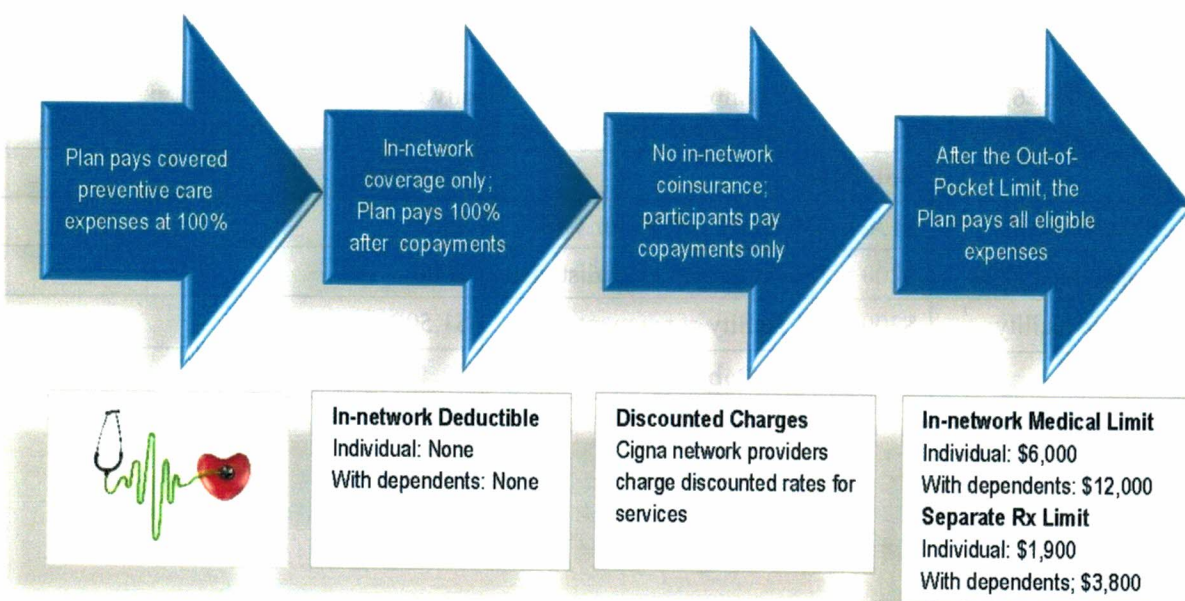 Plan pays covered
preventive care
expenses at 100%
In-network
coverage only;
Plan pays 100%
after copayments
No in-network
coinsurance;
participants pay
copayments only
After the Out-of-
Pocket Limit, the
Plan pays all eligible
expenses
In-network Deductible
Individual: None
With dependents: None
Discounted Charges
Cigna network providers
charge discounted rates for
services
In-network Medical Limit
Individual: $6,000
With dependents: $12,000
Separate Rx Limit
Individual: $1,900
With dependents; $3,800